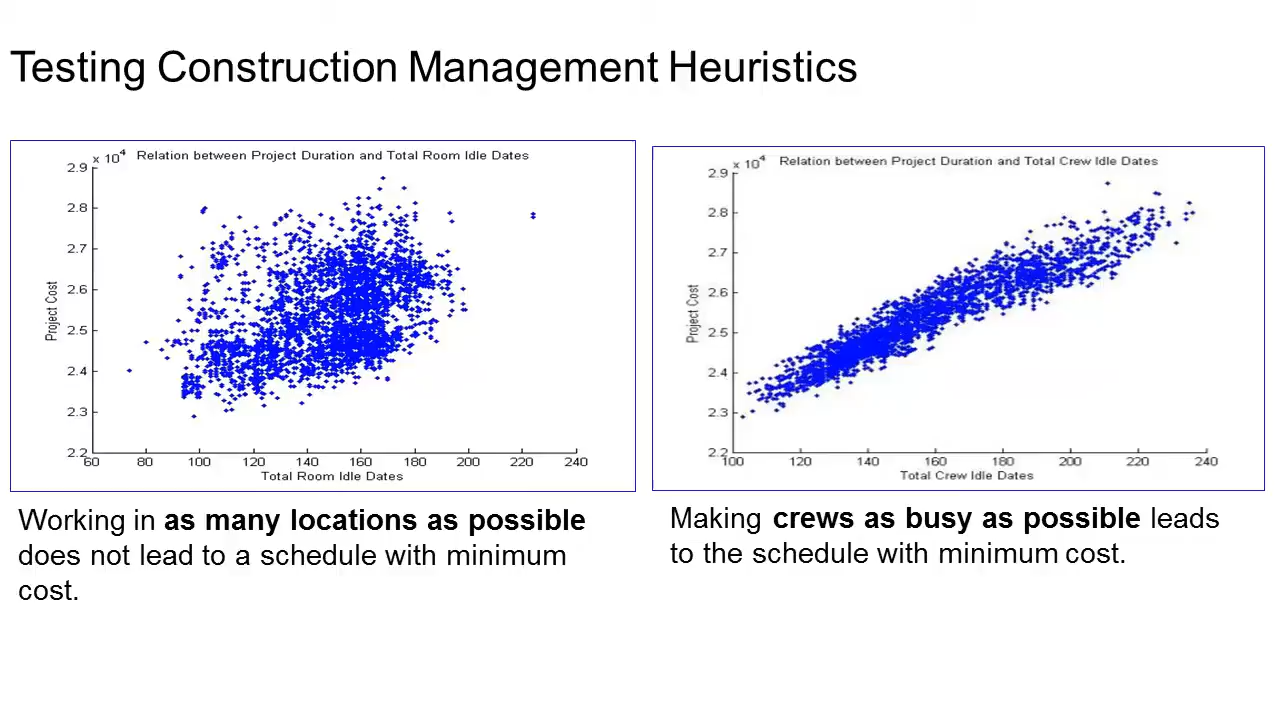 Testing Construction Management Heuristics
× 10⁴ Relation between Project Duration and Total Room Idle Dates
2.9
2.8
2.7
2.6
2.5
2.4
2.3
2.2
Project Cost
60 80 100 120 140 160 180 200 220 240
Total Room Idle Dates
Working in as many locations as possible
does not lead to a schedule with minimum
cost.
× 10⁴ Relation between Project Duration and Total Crew Idle Dates
2.9
2.8
2.7
2.6
2.5
2.4
2.3
2.2
Project Cost
100 120 140 160 180 200 220 240
Total Crew Idle Dates
Making crews as busy as possible leads
to the schedule with minimum cost.